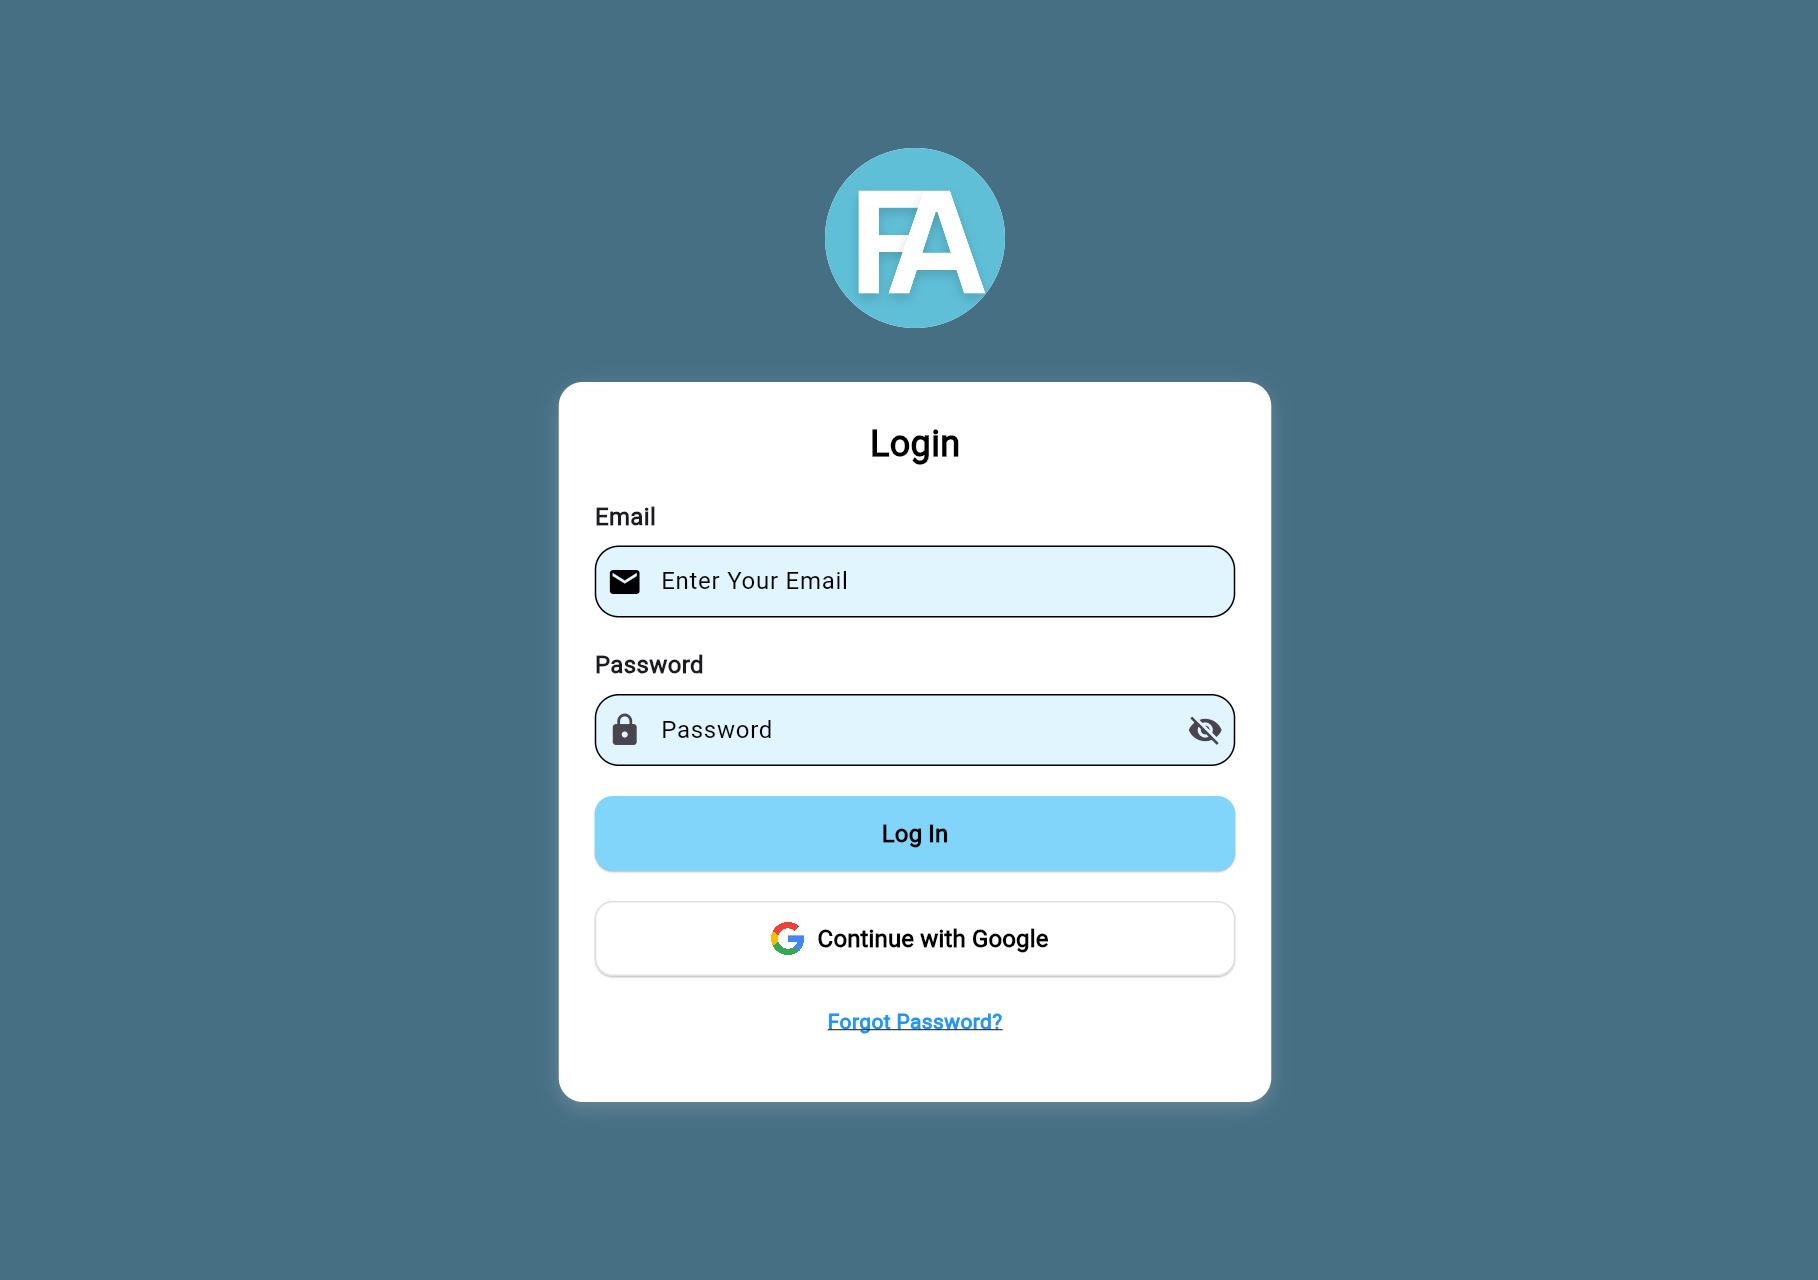 FA
Login
Email
Enter Your Email
Password
Password
Log In
Continue with Google
Forgot Password?